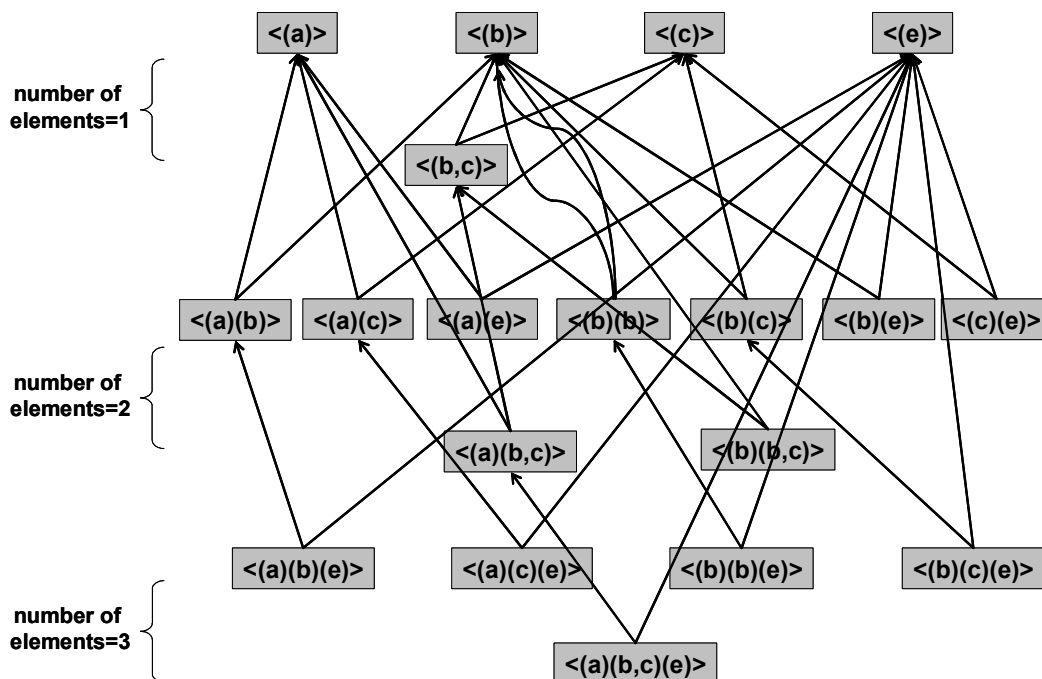 <(a)>
<(b)>
<(c)>
<(e)>
number of
elements=1
<(b,c)>
<(a)(b)>
<(a)(c)>
<(a)(e)>
<(b)(b)>
<(b)(c)>
<(b)(e)>
<(c)(e)>
number of
elements=2
<(a)(b,c)>
<(b)(b,c)>
<(a)(b)(e)>
<(a)(c)(e)>
<(b)(b)(e)>
<(b)(c)(e)>
number of
elements=3
<(a)(b,c)(e)>